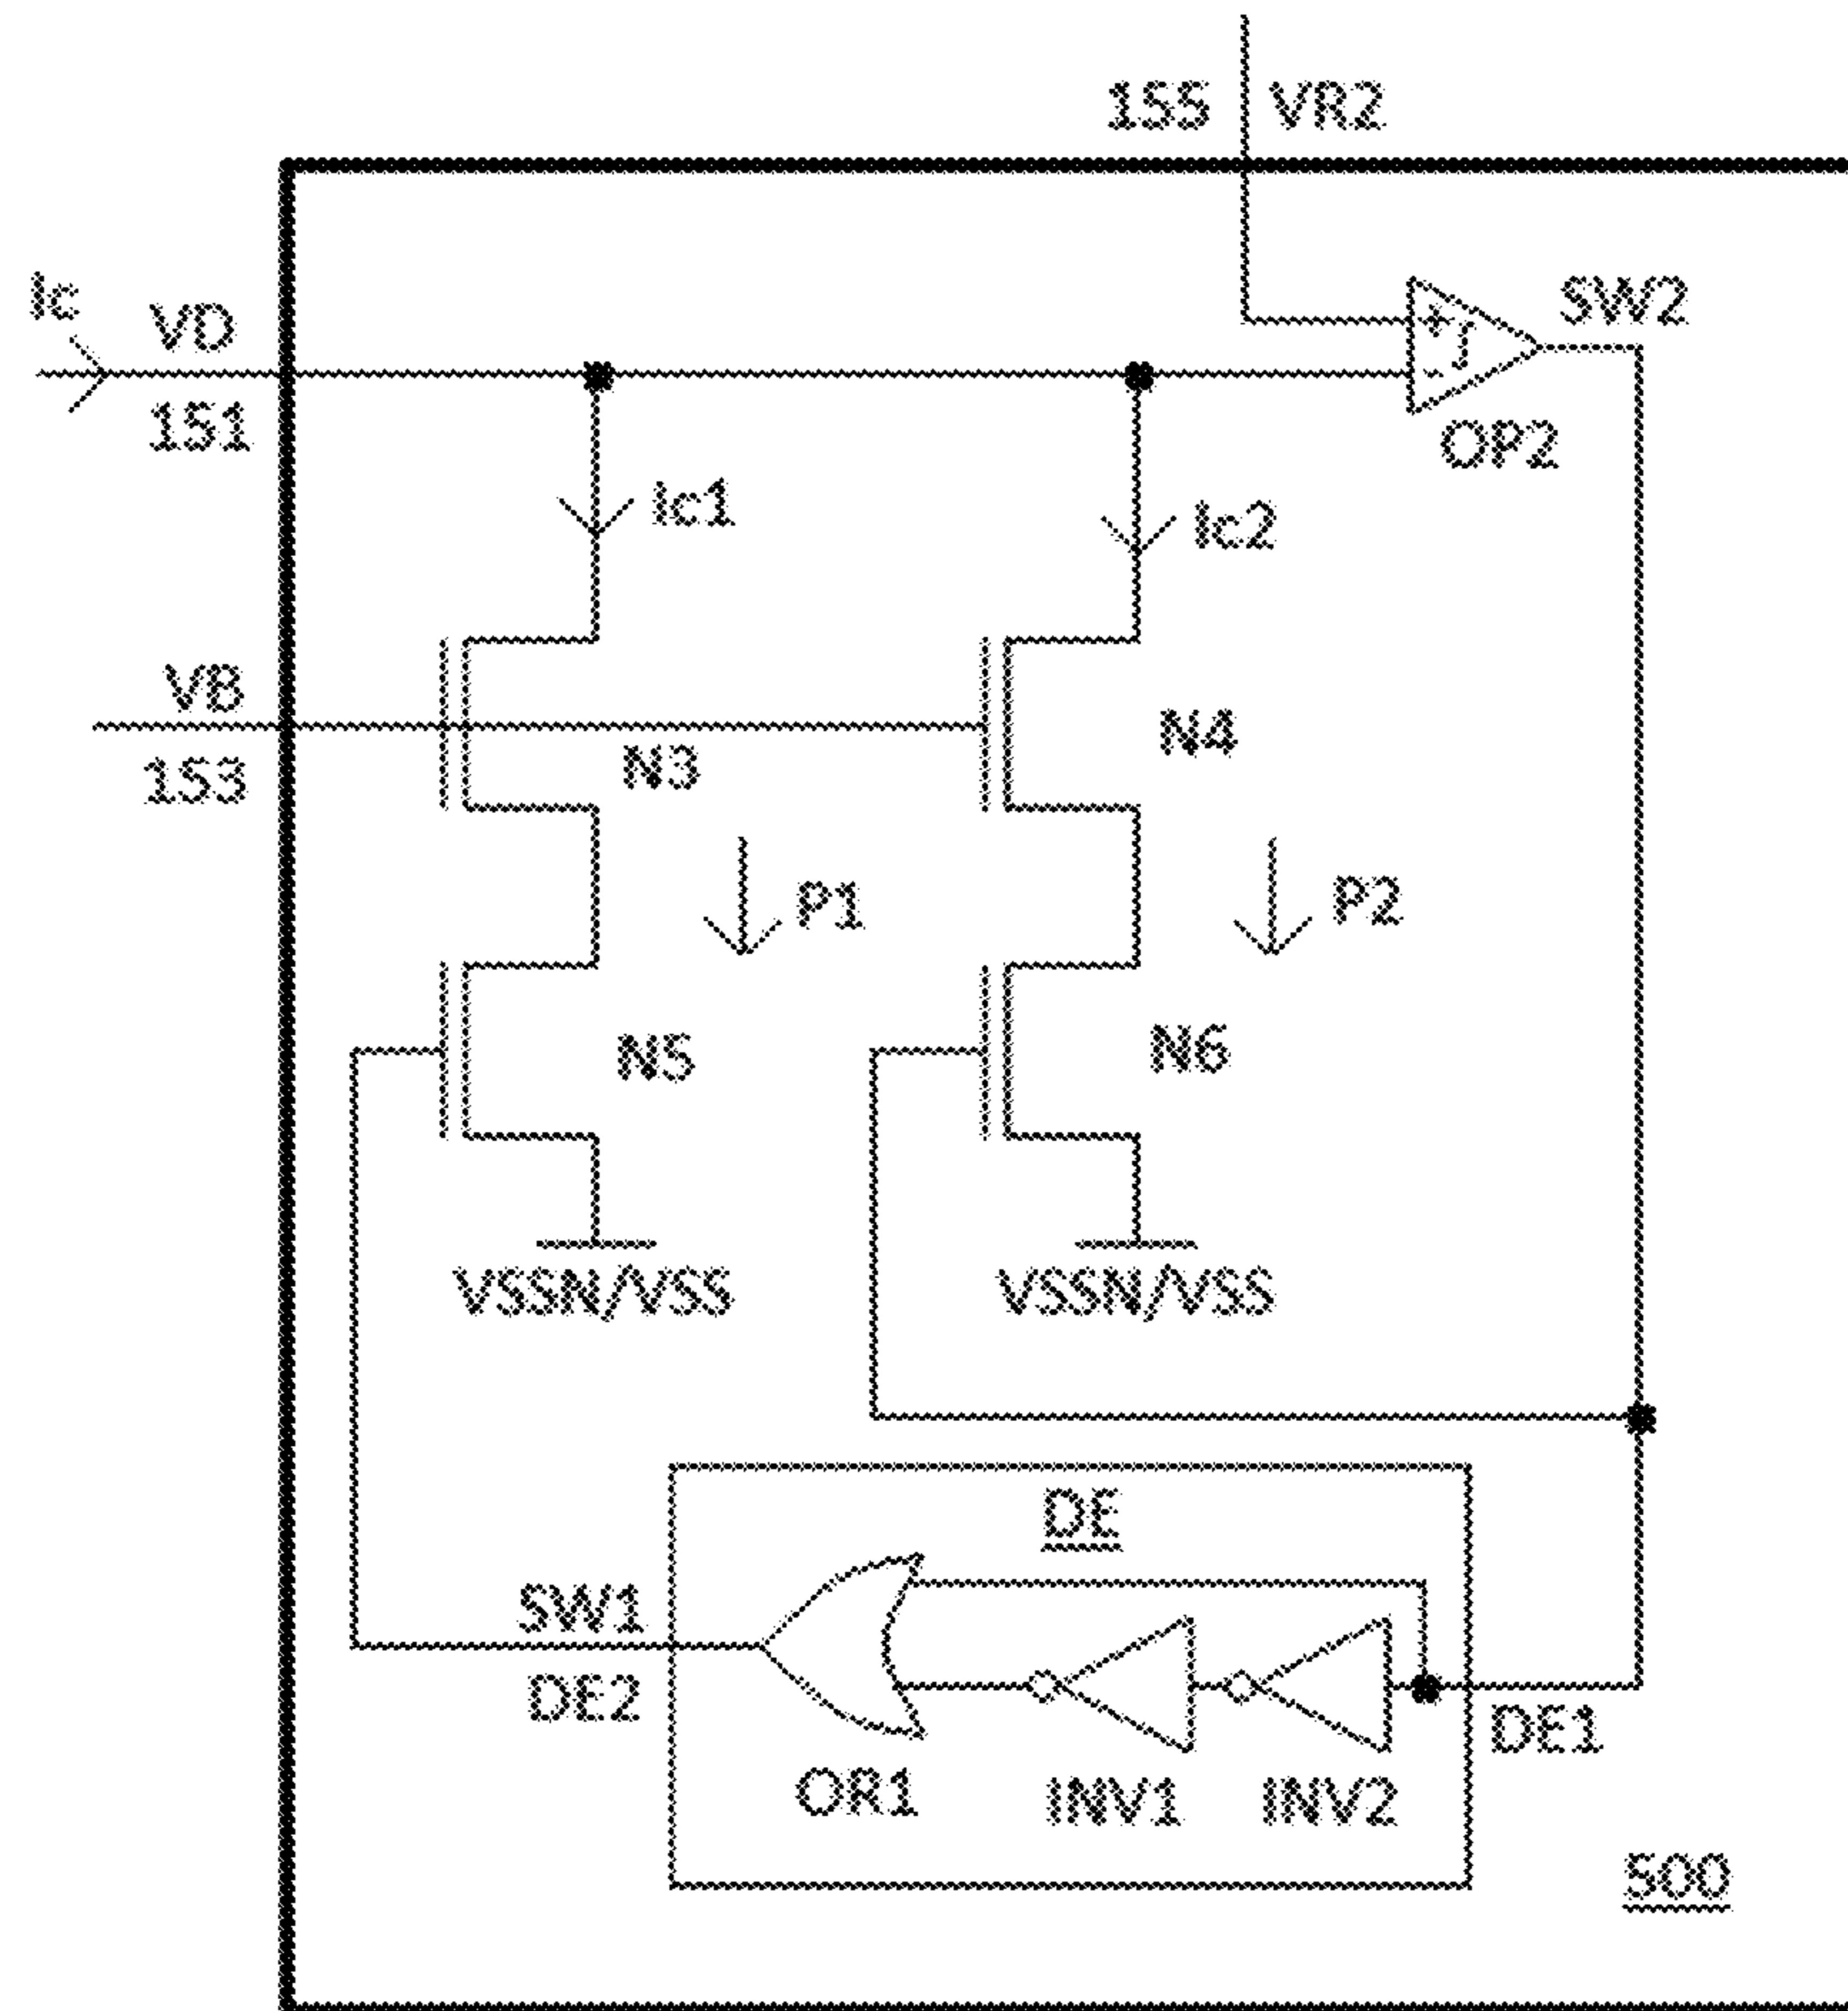 155 VR2
Ic
VD
SW2
151
OP2
+
-
Ic1
Ic2
VB
N4
N3
153
P1
P2
N5
N6
VSSN/VSS
VSSN/VSS
DE
SW1
DE2
DE1
OR1
INV1
INV2
500